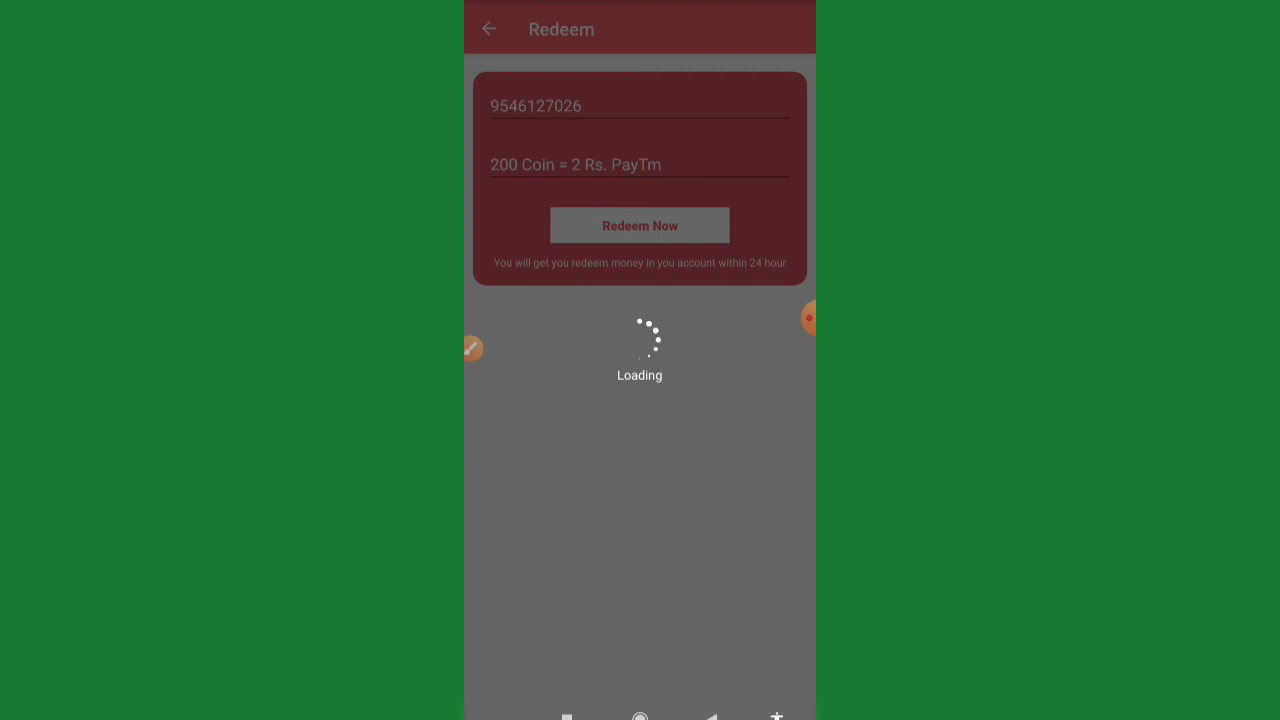 Redeem
9546127026
200 Coin = 2 Rs. PayTm
Redeem Now
You will get you redeem money in you account within 24 hour
Loading